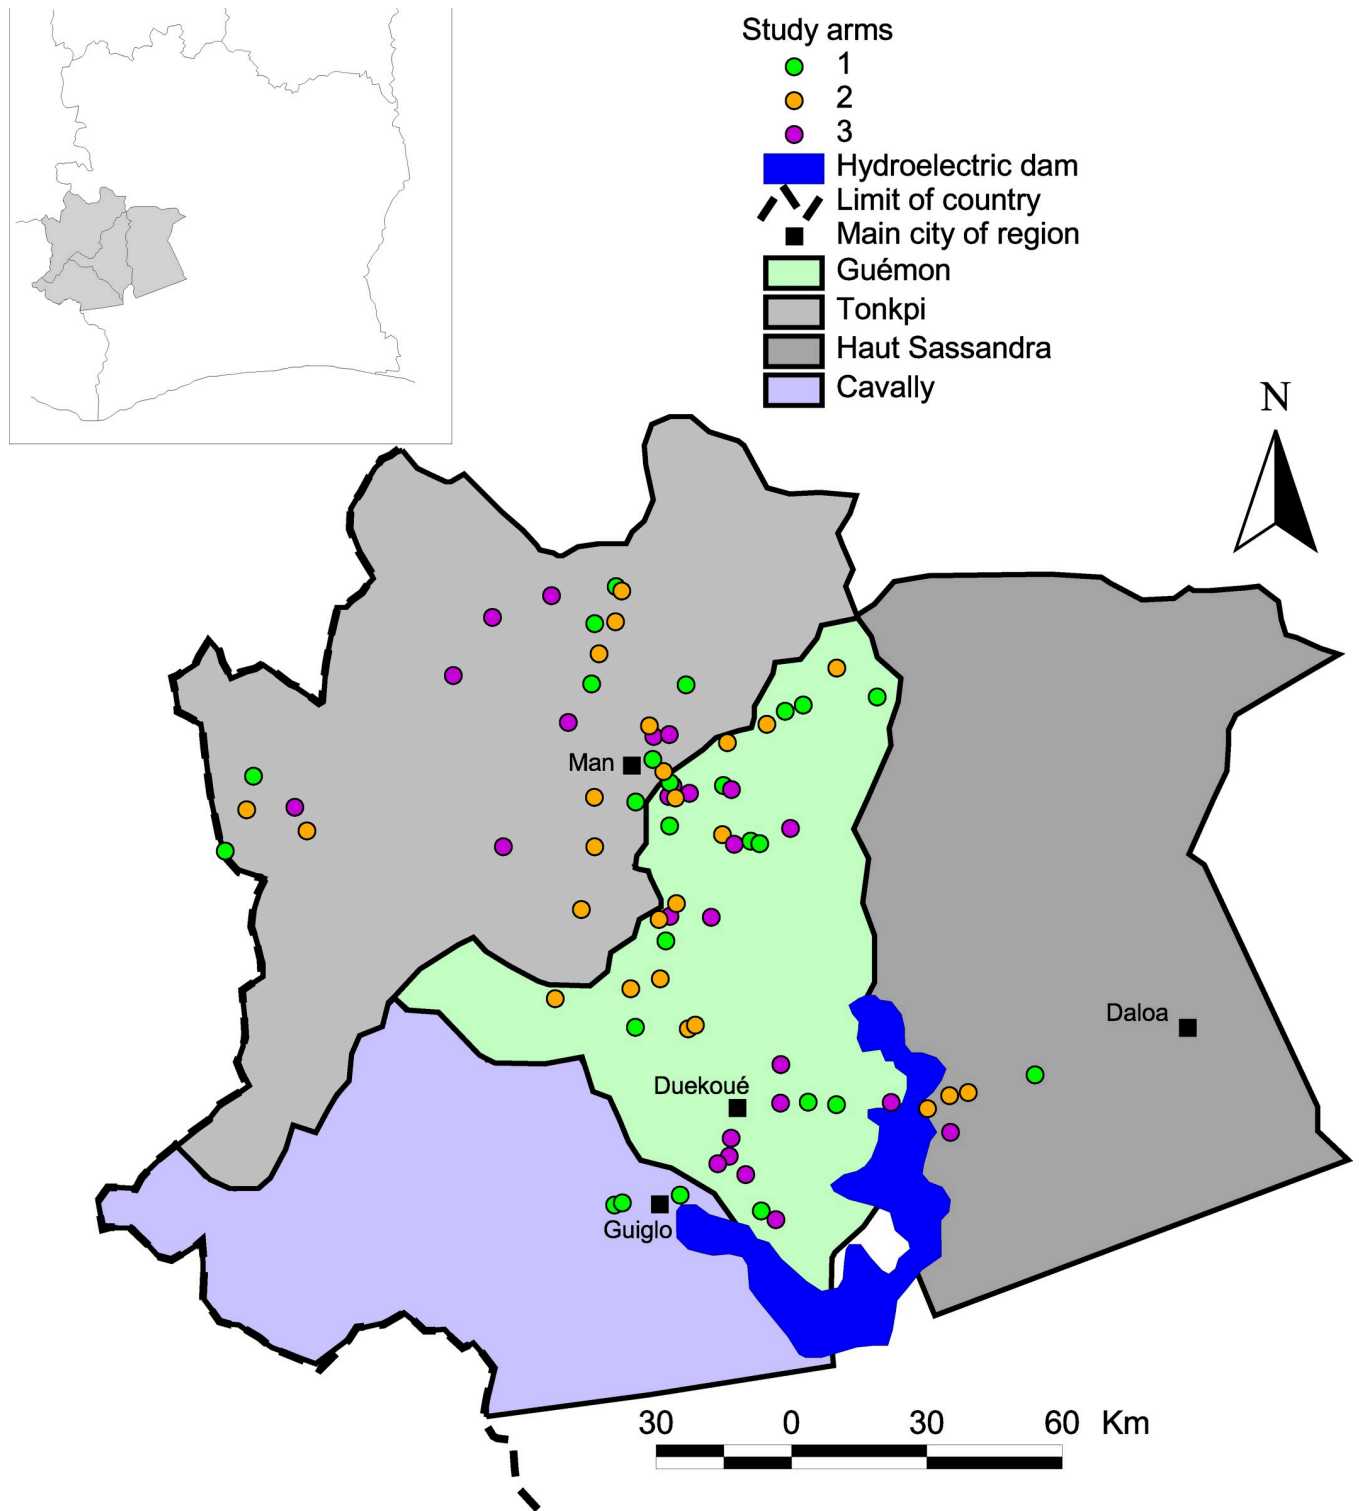 Study arms
1
2
3
Hydroelectric dam
Limit of country
Main city of region
Guémon
Tonkpi
Haut Sassandra
Cavally
N
Man
Daloa
Duekoué
Guiglo
30 0 30 60 Km